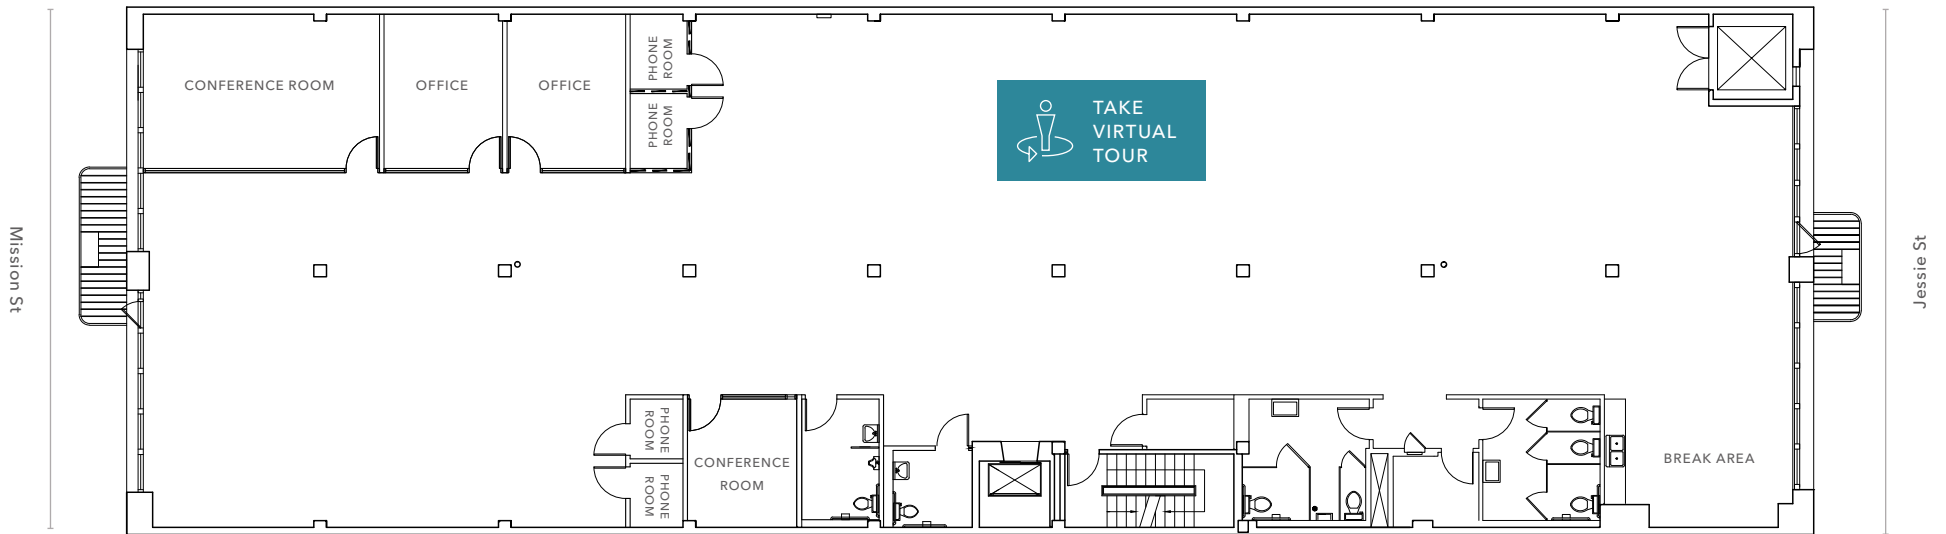 CONFERENCE ROOM
OFFICE
OFFICE
PHONE
ROOM
PHONE
ROOM
TAKE
VIRTUAL
TOUR
Mission St
Jessie St
PHONE
ROOM
PHONE
ROOM
CONFERENCE
ROOM
BREAK AREA